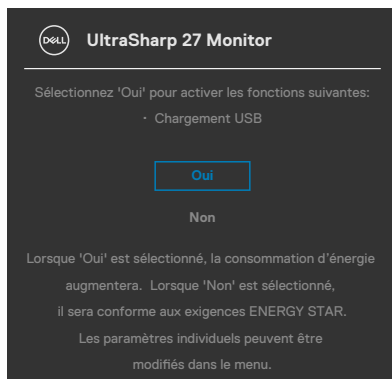 DELL
UltraSharp 27 Monitor
Sélectionnez 'Oui' pour activer les fonctions suivantes:
· Chargement USB
Oui
Non
Lorsque 'Oui' est sélectionné, la consommation d'énergie
augmentera. Lorsque 'Non' est sélectionné,
il sera conforme aux exigences ENERGY STAR.
Les paramètres individuels peuvent être
modifiés dans le menu.